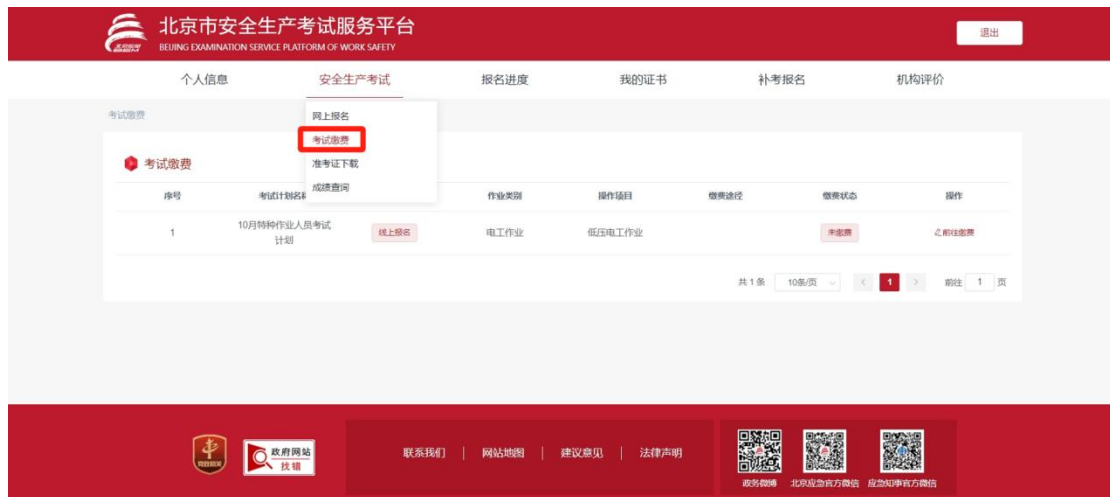 北京市安全生产考试服务平台
BEIJING EXAMINATION SERVICE PLATFORM OF WORK SAFETY
退出
个人信息 安全生产考试 报名进度 我的证书 补考报名 机构评价
考试缴费
网上报名
考试缴费
准考证下载
成绩查询
考试缴费
序号 考试计划名称 作业类别 操作项目 缴费途径 缴费状态 操作
1 10月特种作业人员考试
计划 线上报名 电工作业 低压电工作业 未缴费 前往缴费
共 1 条 10条/页 < 1 > 前往 1 页
政府网站
找错
联系我们 | 网站地图 | 建议意见 | 法律声明
政务微博 北京应急官方微信 应急知事官方微信